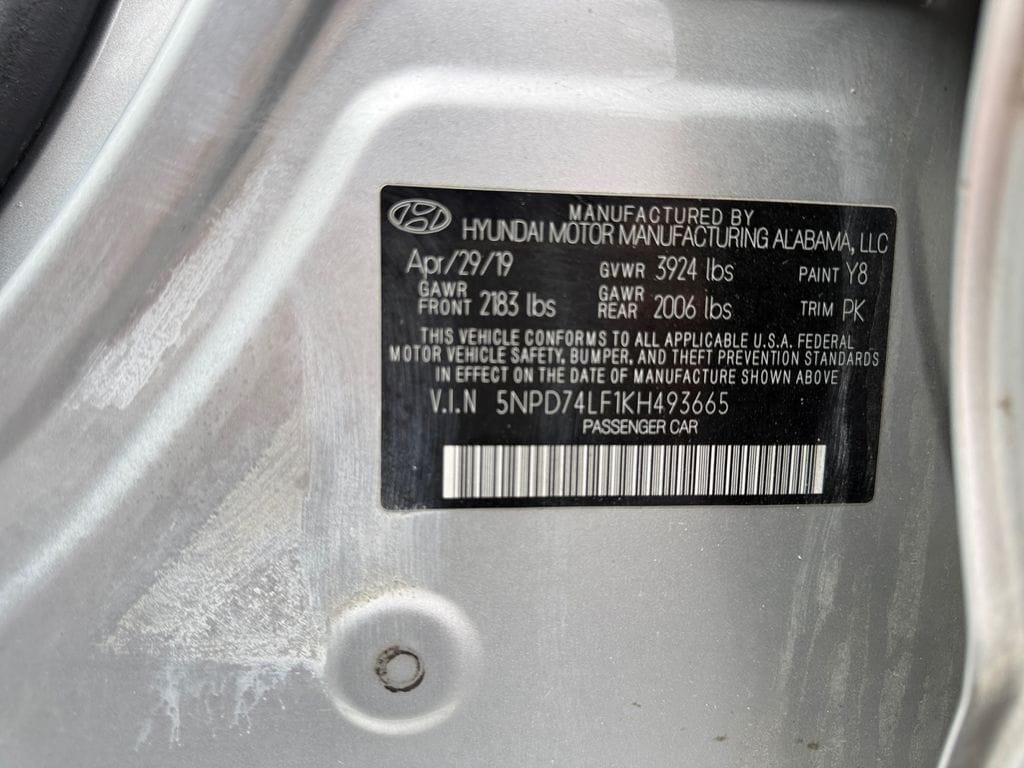 MANUFACTURED BY
HYUNDAI MOTOR MANUFACTURING ALABAMA, LLC
Apr/29/19 GVWR 3924 lbs PAINT Y8
GAWR FRONT 2183 lbs GAWR REAR 2006 lbs TRIM PK
THIS VEHICLE CONFORMS TO ALL APPLICABLE U.S.A. FEDERAL
MOTOR VEHICLE SAFETY, BUMPER, AND THEFT PREVENTION STANDARDS
IN EFFECT ON THE DATE OF MANUFACTURE SHOWN ABOVE
V.I.N 5NPD74LF1KH493665
PASSENGER CAR